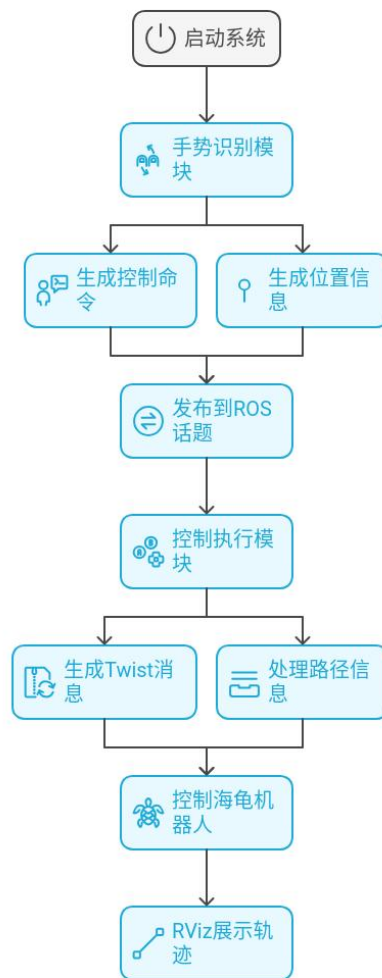 启动系统
手势识别模
块
生成控制命
令
生成位置信
息
发布到ROS
话题
控制执行模
块
生成Twist消
息
处理路径信
息
控制海龟机
器人
RViz展示轨
迹